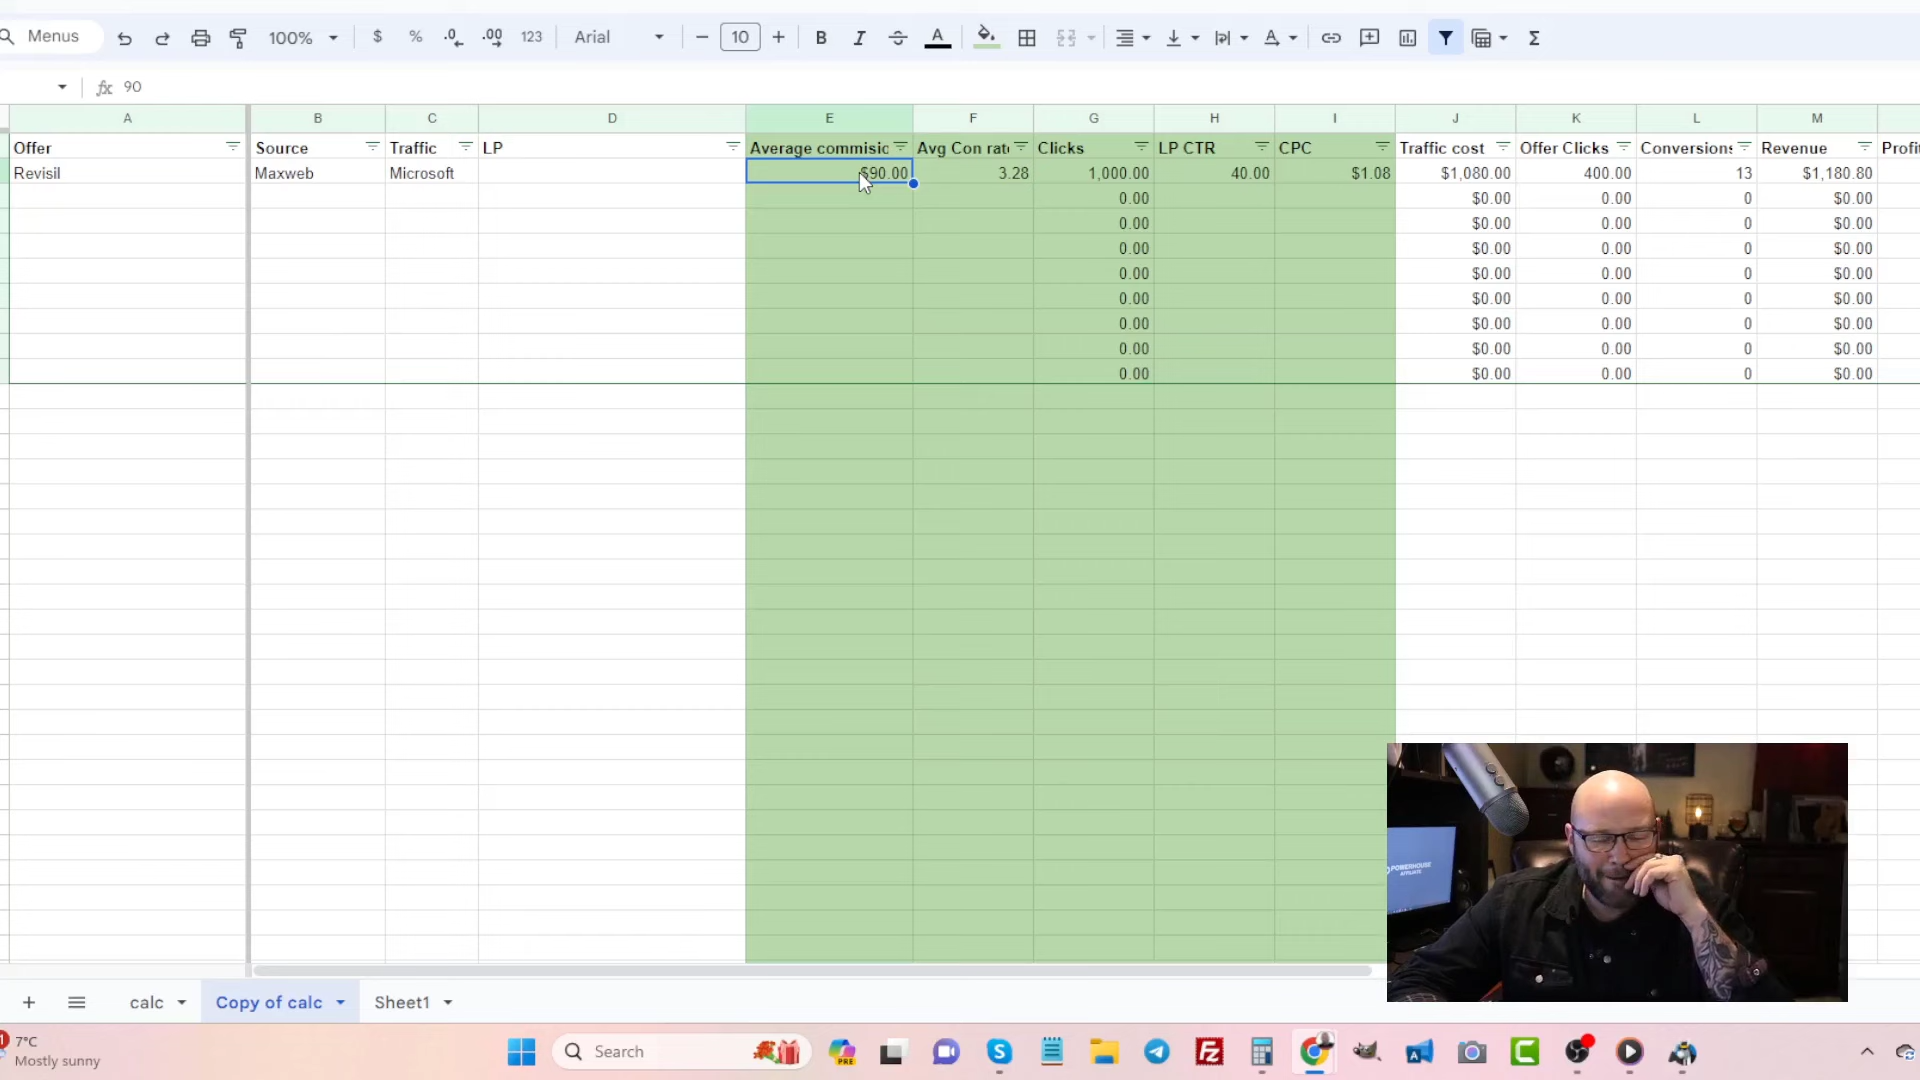 Menus 100% $ % .0 .00 123 Arial 10 B I A Σ
fx 90
A B C D E F G H I J K L M
Offer Source Traffic LP Average commisic Avg Con rat Clicks LP CTR CPC Traffic cost Offer Clicks Conversions Revenue Profi
Revisil Maxweb Microsoft $90.00 3.28 1,000.00 40.00 $1.08 $1,080.00 400.00 13 $1,180.80
0.00 $0.00 0.00 0 $0.00
0.00 $0.00 0.00 0 $0.00
0.00 $0.00 0.00 0 $0.00
0.00 $0.00 0.00 0 $0.00
0.00 $0.00 0.00 0 $0.00
0.00 $0.00 0.00 0 $0.00
0.00 $0.00 0.00 0 $0.00
0.00 $0.00 0.00 0 $0.00
POWERHOUSE
AFFILIATE
calc Copy of calc Sheet1
7°C
Mostly sunny
Search
PRE